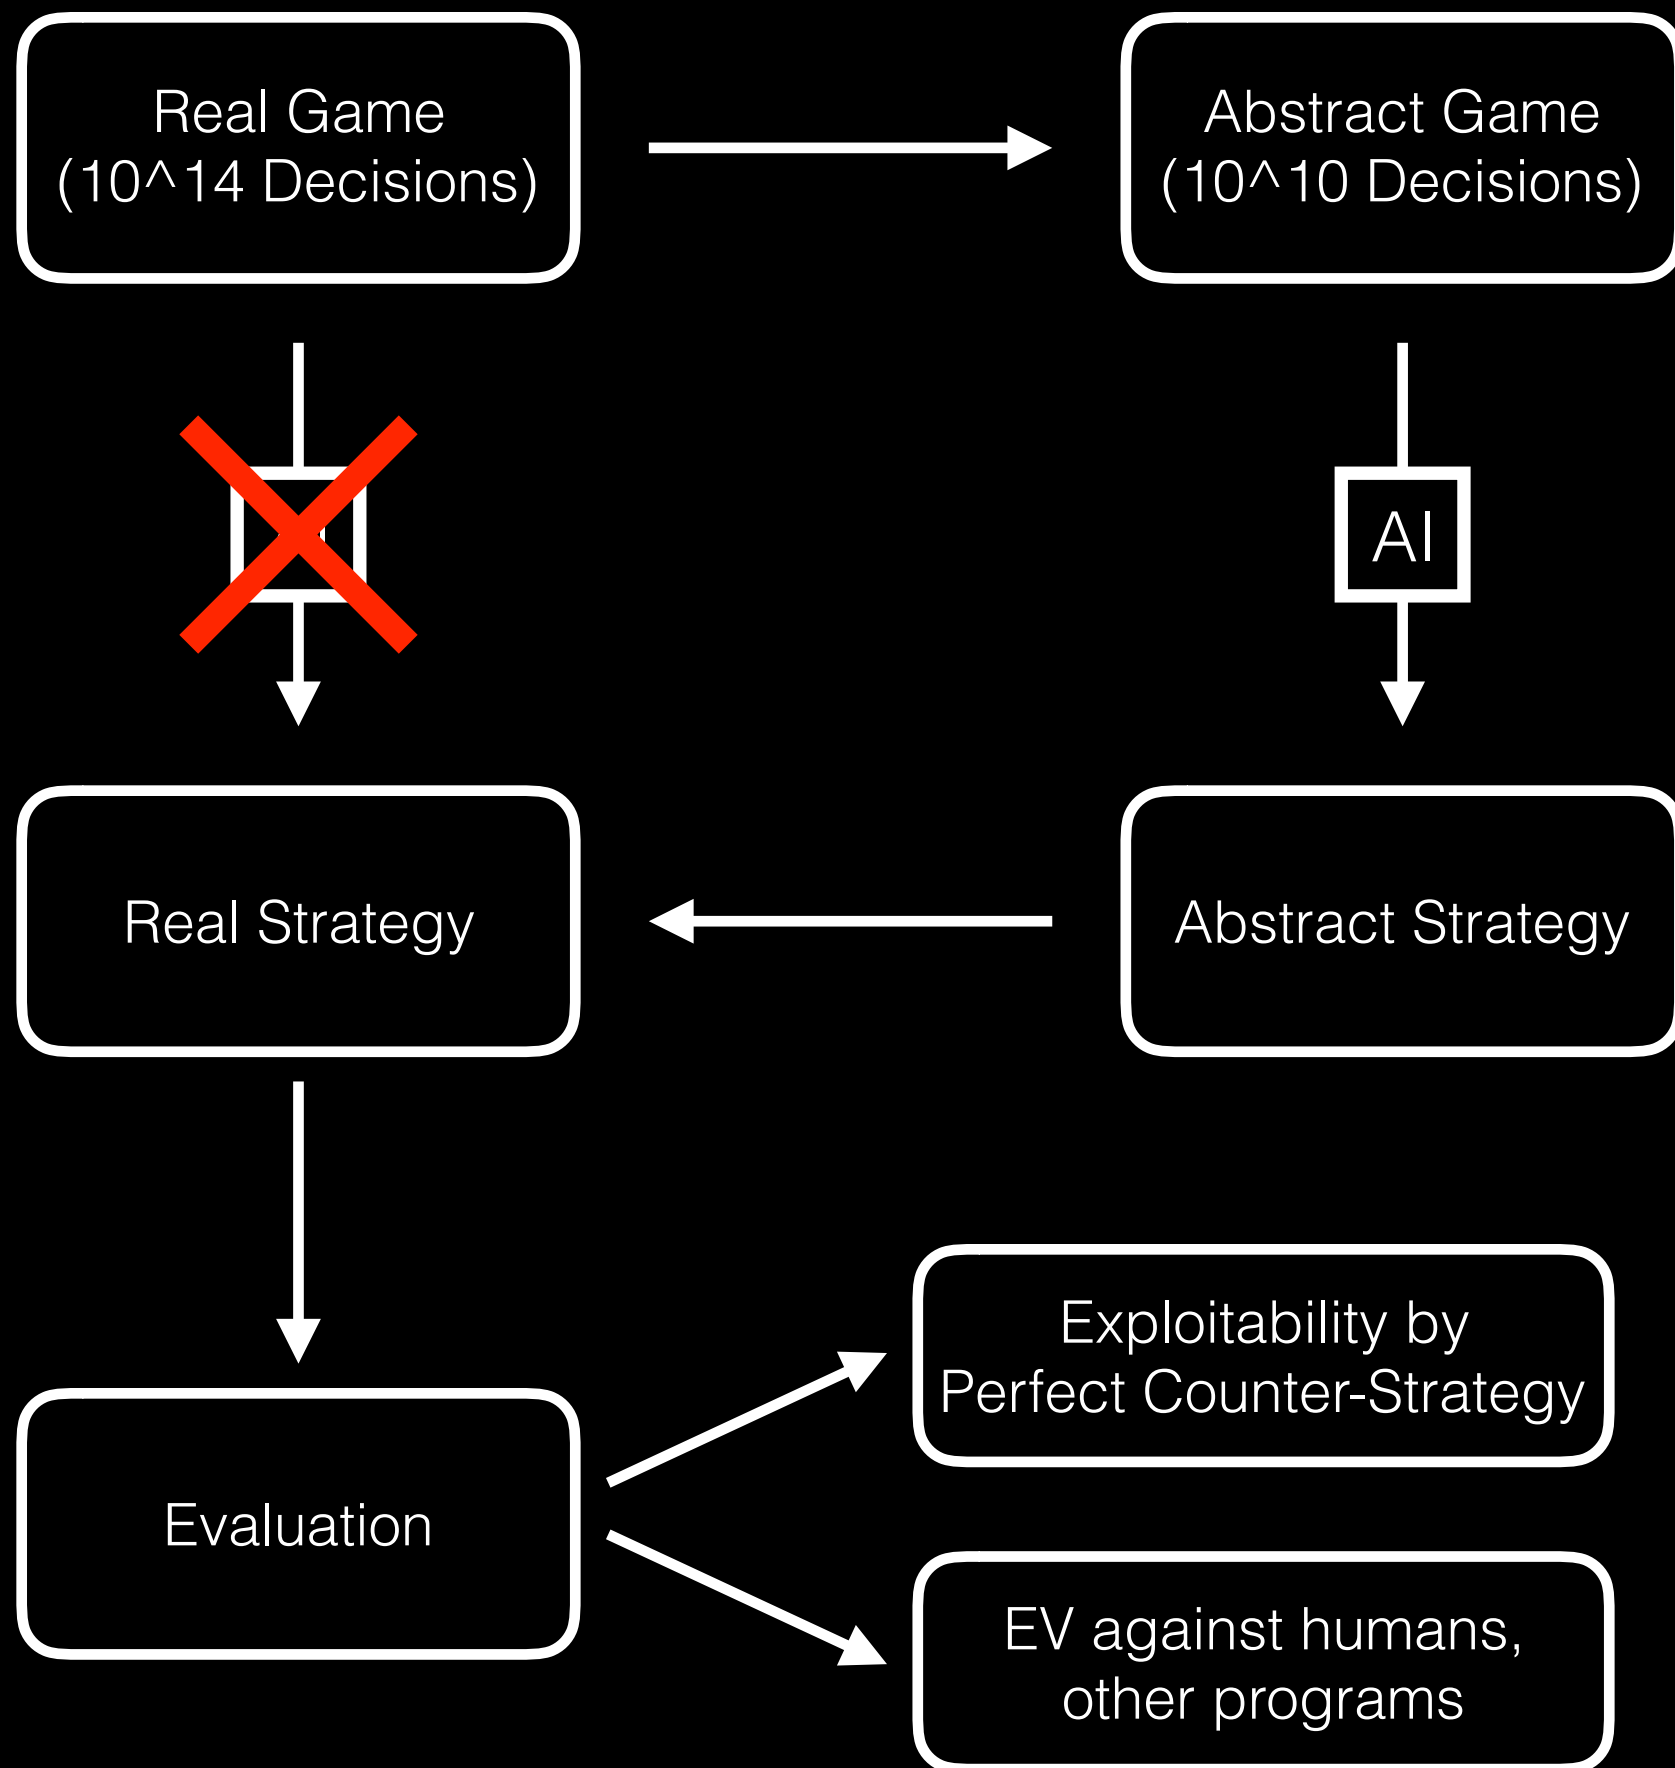 Real Game
(10^14 Decisions)
Abstract Game
(10^10 Decisions)
AI
Real Strategy
Abstract Strategy
Exploitability by
Perfect Counter-Strategy
Evaluation
EV against humans,
other programs